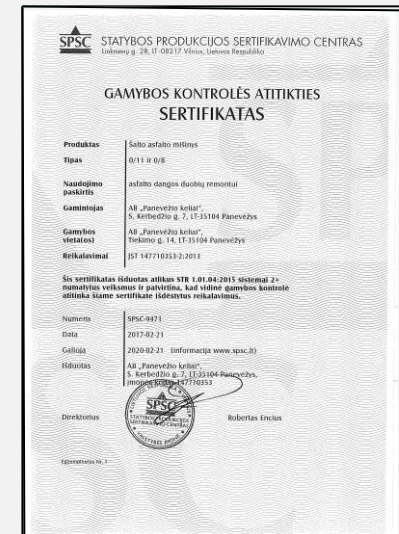 SPSC STATYBOS PRODUKCIJOS SERTIFIKAVIMO CENTRAS
Linkmenų g. 28, LT-08217 Vilnius, Lietuvos Respublika
GAMYBOS KONTROLĖS ATITIKTIES
SERTIFIKATAS
Produktas Šalto asfalto mišinys
Tipas 0/11 ir 0/8
Naudojimo paskirtis asfalto dangos duobių remontui
Gamintojas AB „Panevėžio keliai",
S. Kerbedžio g. 7, LT-35104 Panevėžys
Gamybos vieta(os) AB „Panevėžio keliai",
Tiekimo g. 14, LT-35104 Panevėžys
Reikalavimai ĮST 147710353-2:2013
Šis sertifikatas išduotas atlikus STR 1.01.04:2015 sistemai 2+
numatytus veiksmus ir patvirtina, kad vidinė gamybos kontrolė
atitinka šiame sertifikate išdėstytus reikalavimus.
Numeris SPSC-9471
Data 2017-02-21
Galioja 2020-02-21 (informacija www.spsc.lt)
Išduotas AB „Panevėžio keliai",
S. Kerbedžio g. 7, LT-35104 Panevėžys,
įmonės kodas 147710353
SPSC
Direktorius Robertas Encius
Egzempliorius Nr. 1